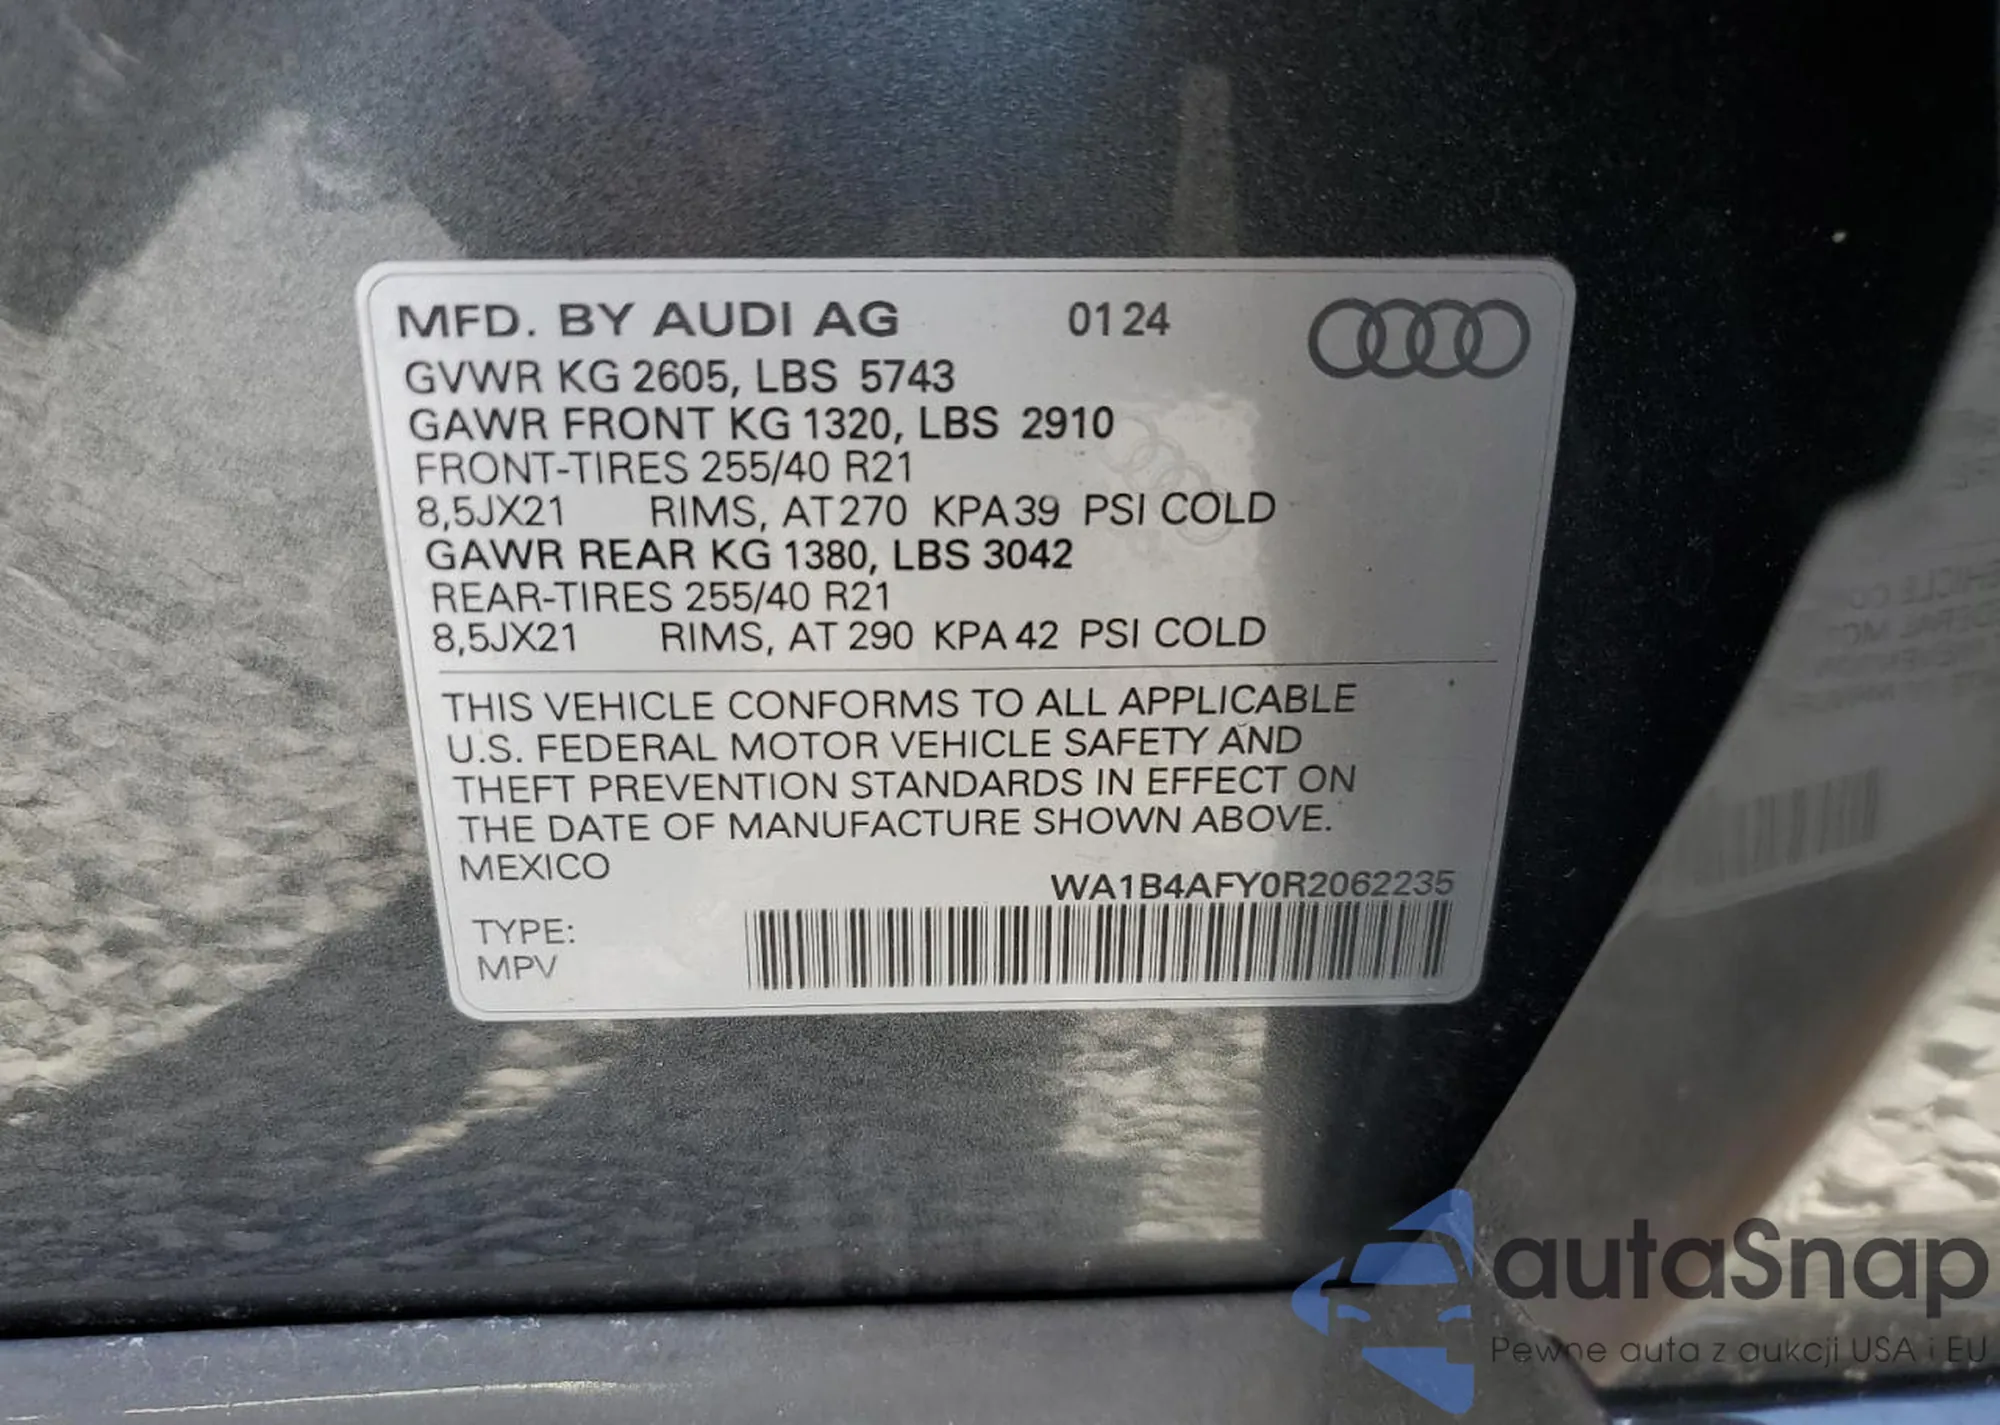 MFD. BY AUDI AG 01 24
GVWR KG 2605, LBS 5743
GAWR FRONT KG 1320, LBS 2910
FRONT-TIRES 255/40 R21
8,5JX21 RIMS, AT 270 KPA 39 PSI COLD
GAWR REAR KG 1380, LBS 3042
REAR-TIRES 255/40 R21
8,5JX21 RIMS, AT 290 KPA 42 PSI COLD
THIS VEHICLE CONFORMS TO ALL APPLICABLE
U.S. FEDERAL MOTOR VEHICLE SAFETY AND
THEFT PREVENTION STANDARDS IN EFFECT ON
THE DATE OF MANUFACTURE SHOWN ABOVE.
MEXICO
WA1B4AFY0R2062235
TYPE:
MPV
autaSnap
Pewne auta z aukcji USA i EU